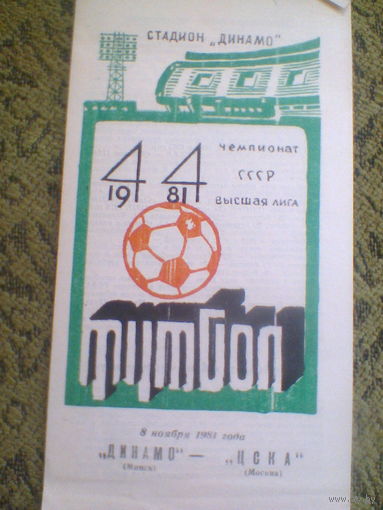 СТАДИОН „ДИНАМО"
44
чемпионат
СССР
19 81
высшая лига
футбол
8 ноября 1981 года
„ДИНАМО" — „ЦСКА"
(Минск) (Москва)